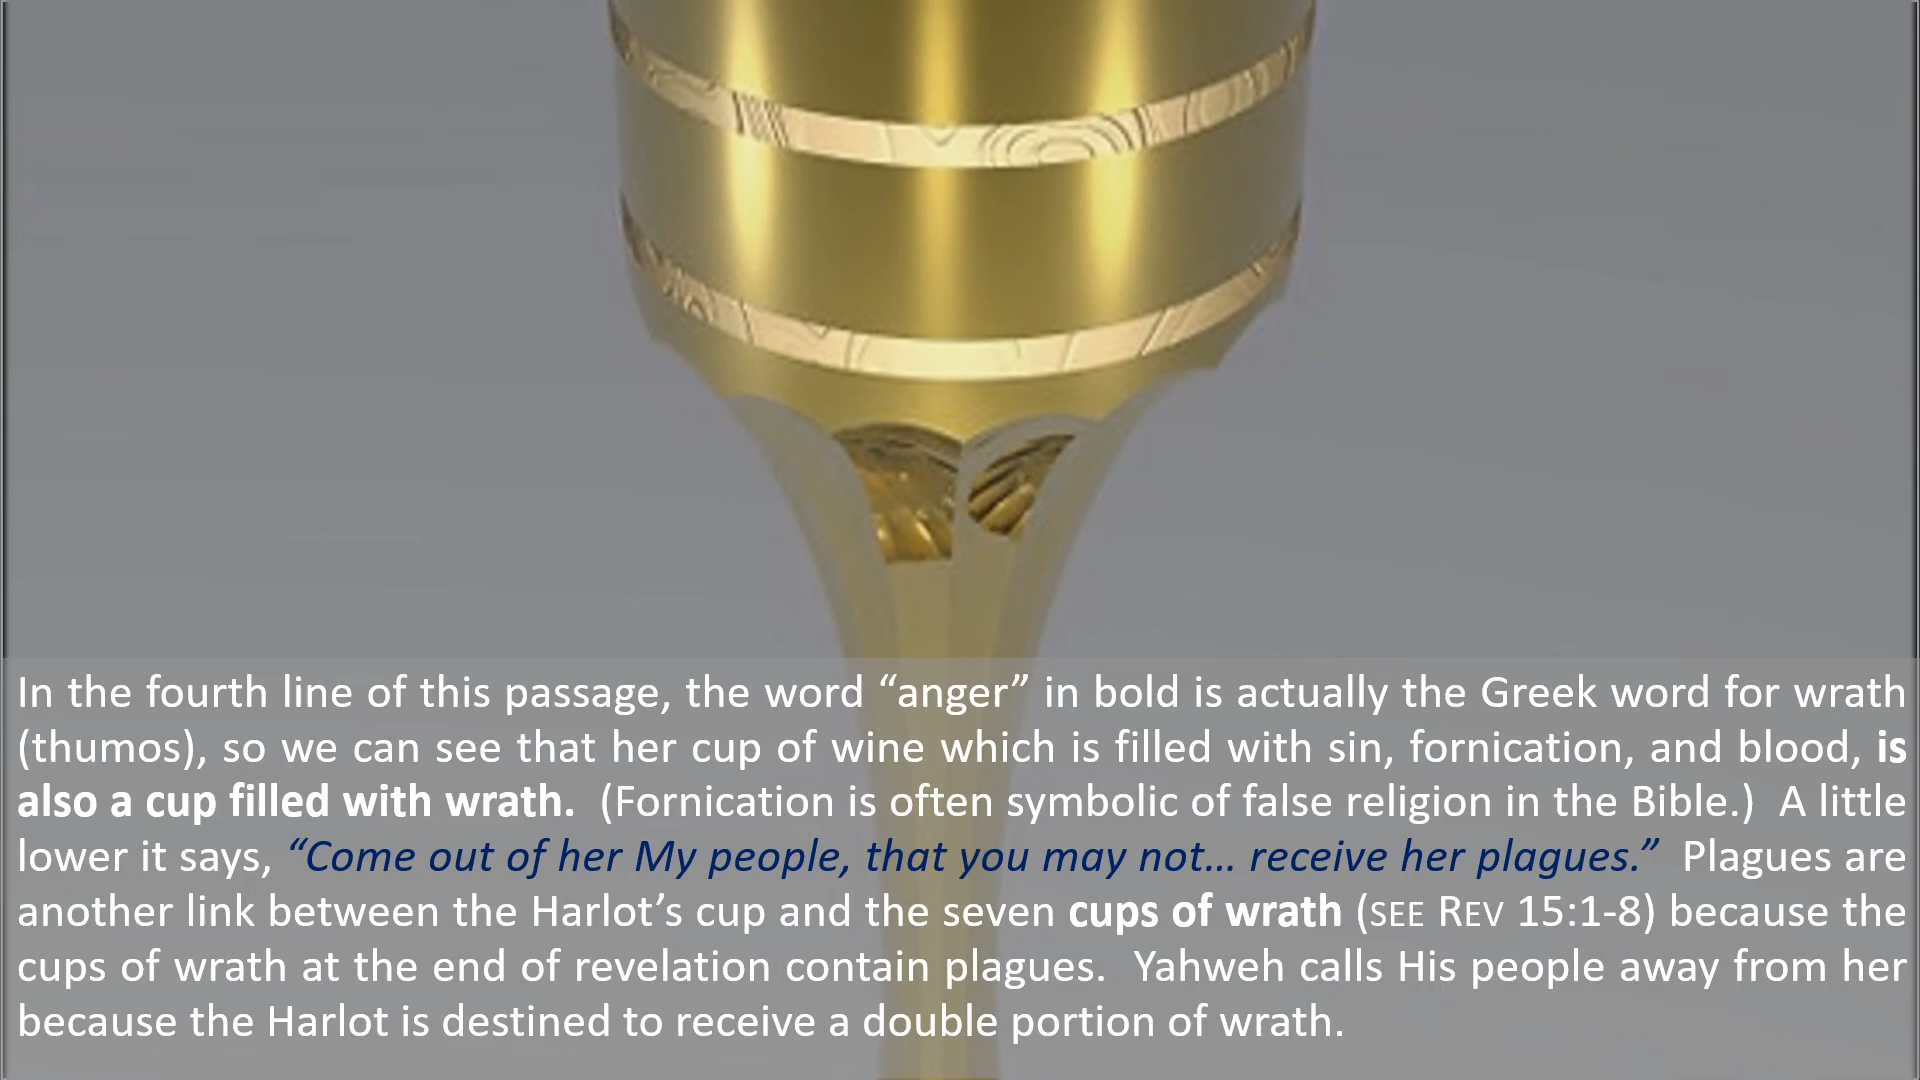 In the fourth line of this passage, the word “anger” in bold is actually the Greek word for wrath
(thumos), so we can see that her cup of wine which is filled with sin, fornication, and blood, is
also a cup filled with wrath.  (Fornication is often symbolic of false religion in the Bible.)  A little
lower it says, “Come out of her My people, that you may not… receive her plagues.”  Plagues are
another link between the Harlot’s cup and the seven cups of wrath (SEE REV 15:1-8) because the
cups of wrath at the end of revelation contain plagues.  Yahweh calls His people away from her
because the Harlot is destined to receive a double portion of wrath.